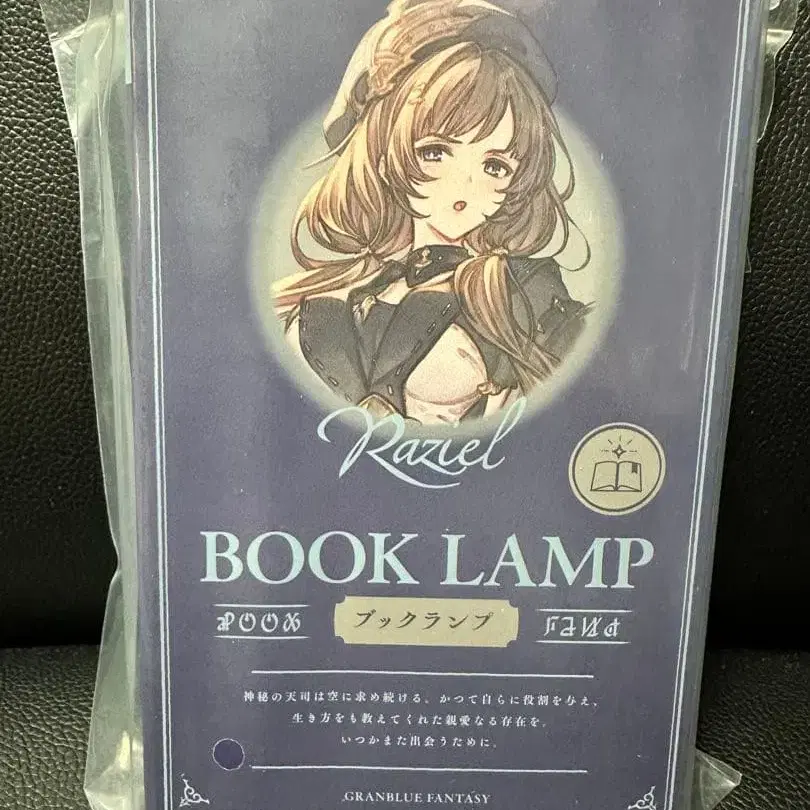 Raziel
BOOK LAMP
ブックランプ
神秘の天司は空に求め続ける。かつて自らに役割を与え、
生き方をも教えてくれた親愛なる存在を。
いつかまた出会うために。
GRANBLUE FANTASY